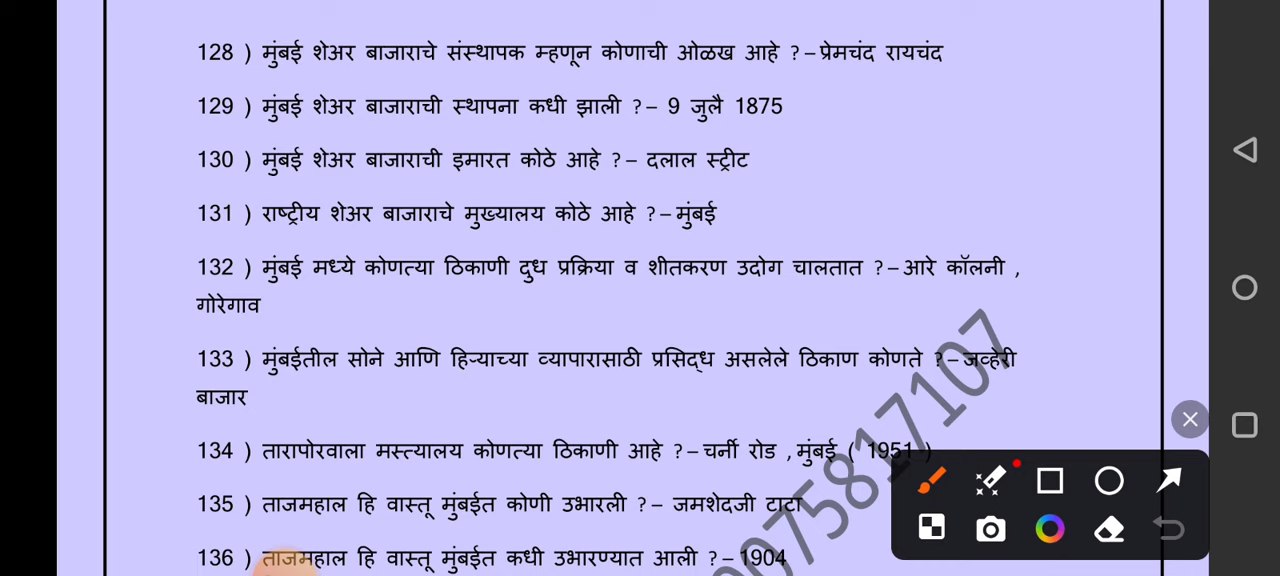 128 ) मुंबई शेअर बाजाराचे संस्थापक म्हणून कोणाची ओळख आहे ?–प्रेमचंद रायचंद
129 ) मुंबई शेअर बाजाराची स्थापना कधी झाली ?– 9 जुलै 1875
130 ) मुंबई शेअर बाजाराची इमारत कोठे आहे ?– दलाल स्ट्रीट
131 ) राष्ट्रीय शेअर बाजाराचे मुख्यालय कोठे आहे ?–मुंबई
132 ) मुंबई मध्ये कोणत्या ठिकाणी दुध प्रक्रिया व शीतकरण उदोग चालतात ?–आरे कॉलनी ,
गोरेगाव
133 ) मुंबईतील सोने आणि हिऱ्याच्या व्यापारासाठी प्रसिद्ध असलेले ठिकाण कोणते ?–जव्हेरी
बाजार
134 ) तारापोरवाला मस्त्यालय कोणत्या ठिकाणी आहे ?–चर्नी रोड ,मुंबई ( 1951 )
135 ) ताजमहाल हि वास्तू मुंबईत कोणी उभारली ?– जमशेदजी टाटा
136 ) ताजमहाल हि वास्तू मुंबईत कधी उभारण्यात आली ?–1904